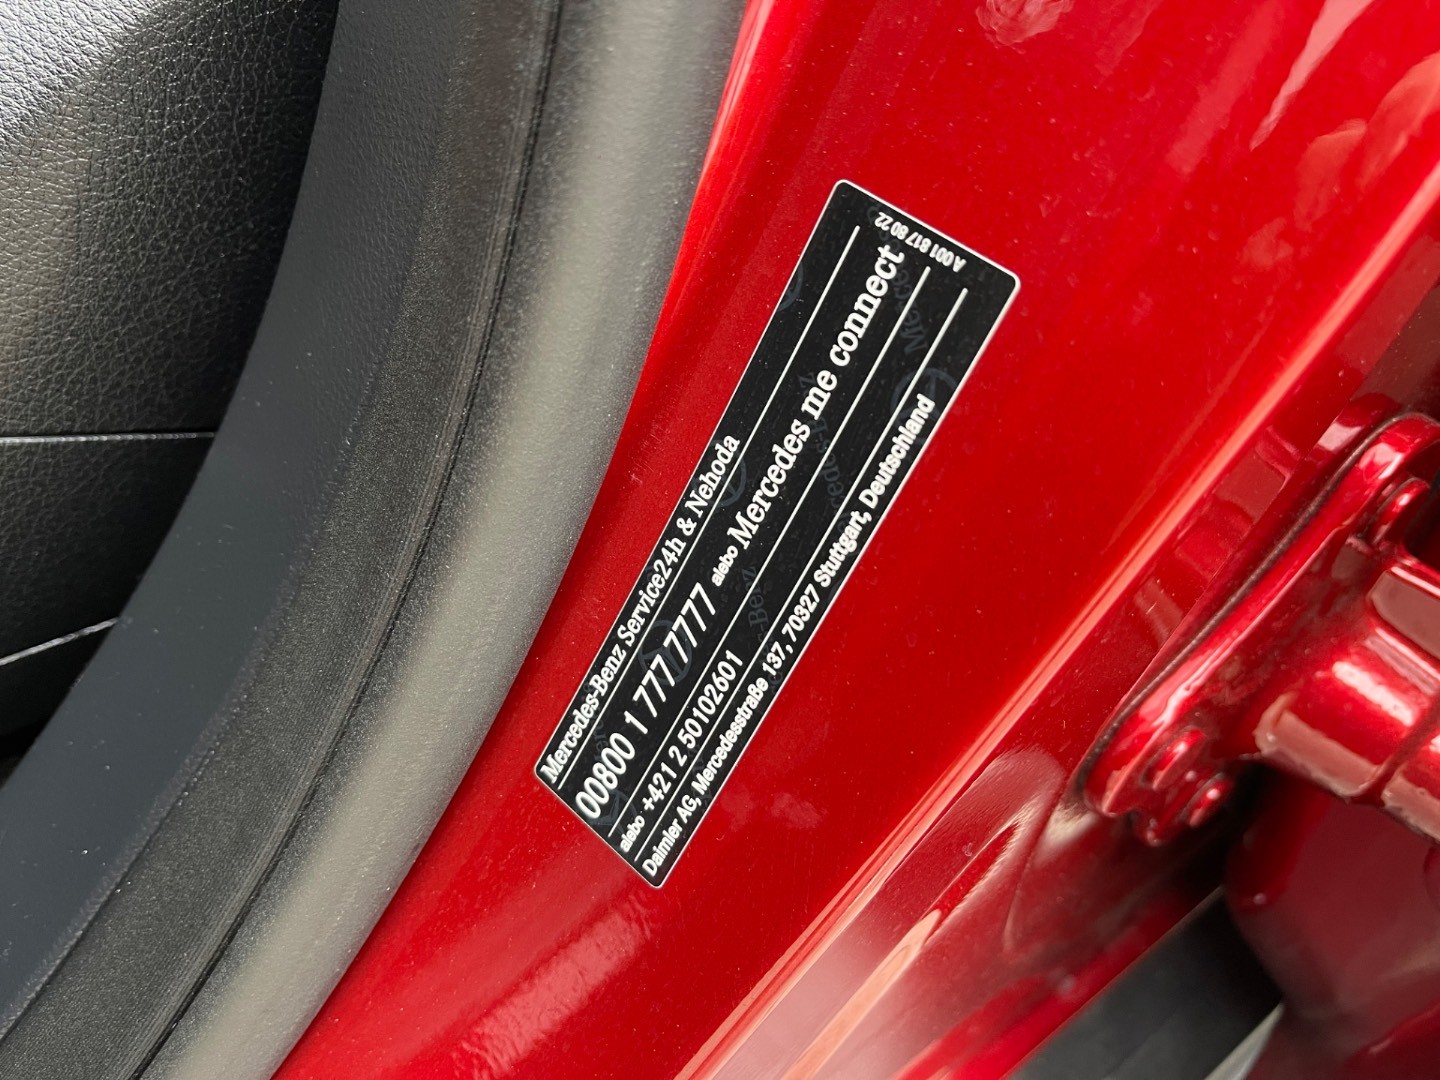 A 001 817 80 22
Mercedes-Benz Service24h & Nehoda
00800 1 777 7777 alebo Mercedes me connect
alebo +421 2 50102601
Daimler AG, Mercedesstraße 137, 70327 Stuttgart, Deutschland